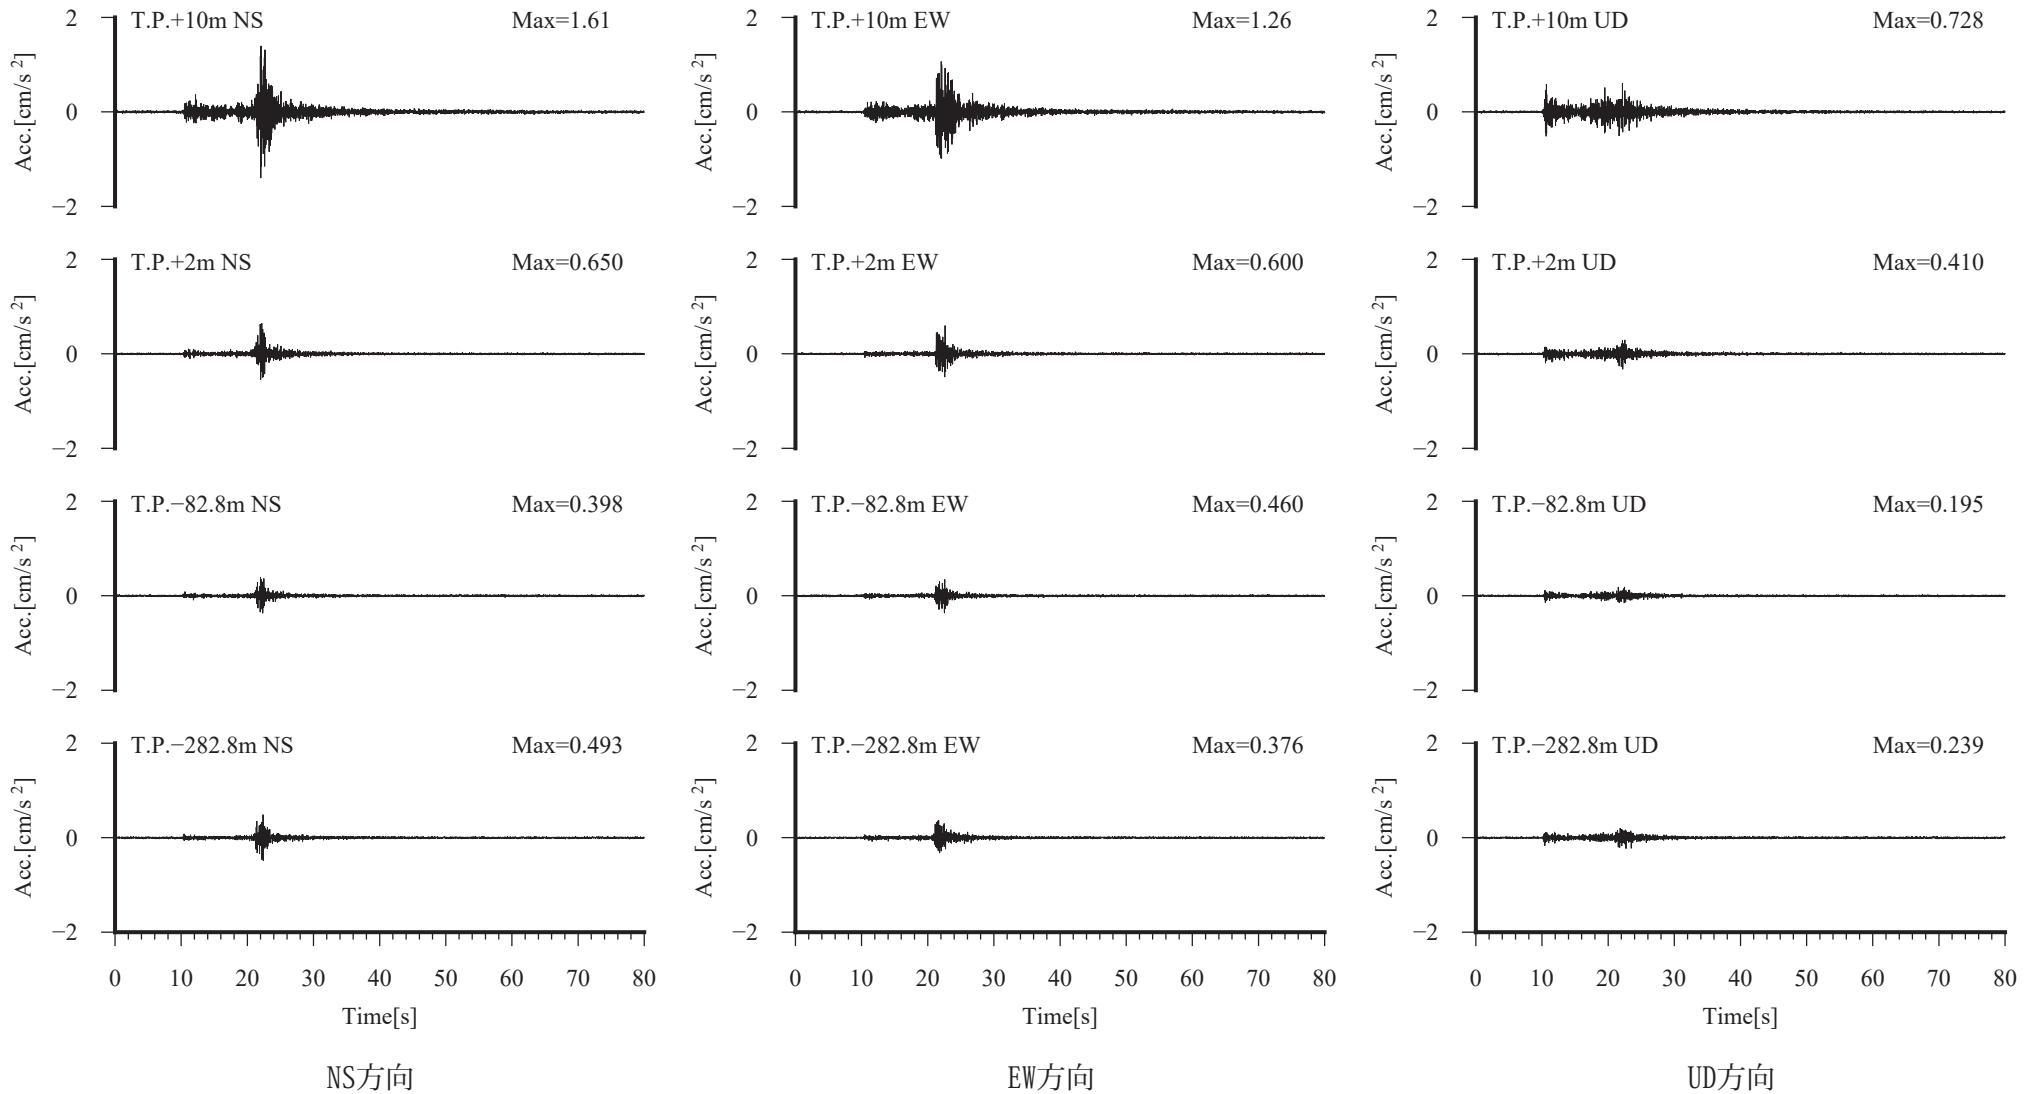 T.P.+10m NS Max=1.61
2
0
−2
Acc.[cm/s²]
T.P.+10m EW Max=1.26
2
0
−2
Acc.[cm/s²]
T.P.+10m UD Max=0.728
2
0
−2
Acc.[cm/s²]
T.P.+2m NS Max=0.650
2
0
−2
Acc.[cm/s²]
T.P.+2m EW Max=0.600
2
0
−2
Acc.[cm/s²]
T.P.+2m UD Max=0.410
2
0
−2
Acc.[cm/s²]
T.P.−82.8m NS Max=0.398
2
0
−2
Acc.[cm/s²]
T.P.−82.8m EW Max=0.460
2
0
−2
Acc.[cm/s²]
T.P.−82.8m UD Max=0.195
2
0
−2
Acc.[cm/s²]
T.P.−282.8m NS Max=0.493
2
0
−2
Acc.[cm/s²]
T.P.−282.8m EW Max=0.376
2
0
−2
Acc.[cm/s²]
T.P.−282.8m UD Max=0.239
2
0
−2
Acc.[cm/s²]
0 10 20 30 40 50 60 70 80
Time[s]
NS方向
0 10 20 30 40 50 60 70 80
Time[s]
EW方向
0 10 20 30 40 50 60 70 80
Time[s]
UD方向